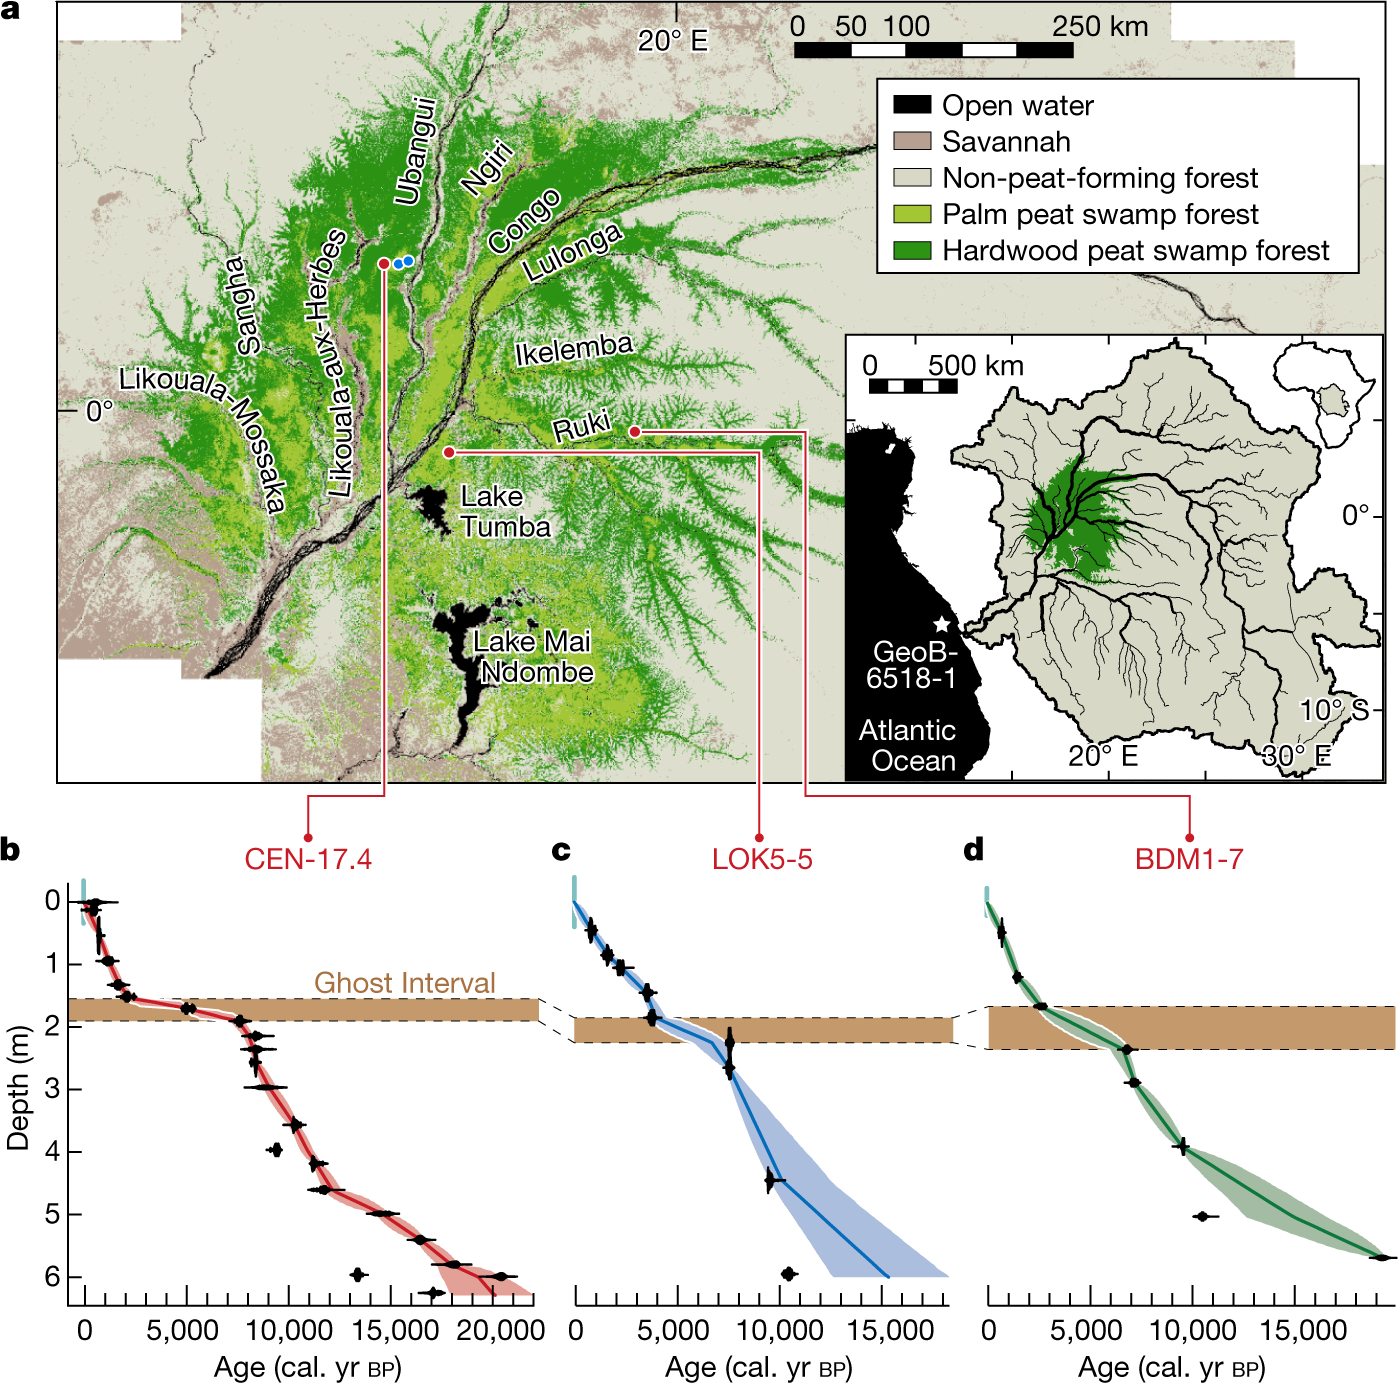 a
20° E
0 50 100 250 km
Open water
Savannah
Non-peat-forming forest
Palm peat swamp forest
Hardwood peat swamp forest
Ubangui
Ngiri
Congo
Lulonga
Sangha
Likouala-aux-Herbes
Likouala-Mossaka
Ikelemba
Ruki
0°
Lake
Tumba
Lake Mai
Ndombe
0 500 km
0°
GeoB-
6518-1
Atlantic
Ocean
10° S
20° E
30° E
b
CEN-17.4
c
LOK5-5
d
BDM1-7
Ghost Interval
Depth (m)
0
1
2
3
4
5
6
0 5,000 10,000 15,000 20,000
Age (cal. yr BP)
0 5,000 10,000 15,000
Age (cal. yr BP)
0 5,000 10,000 15,000
Age (cal. yr BP)